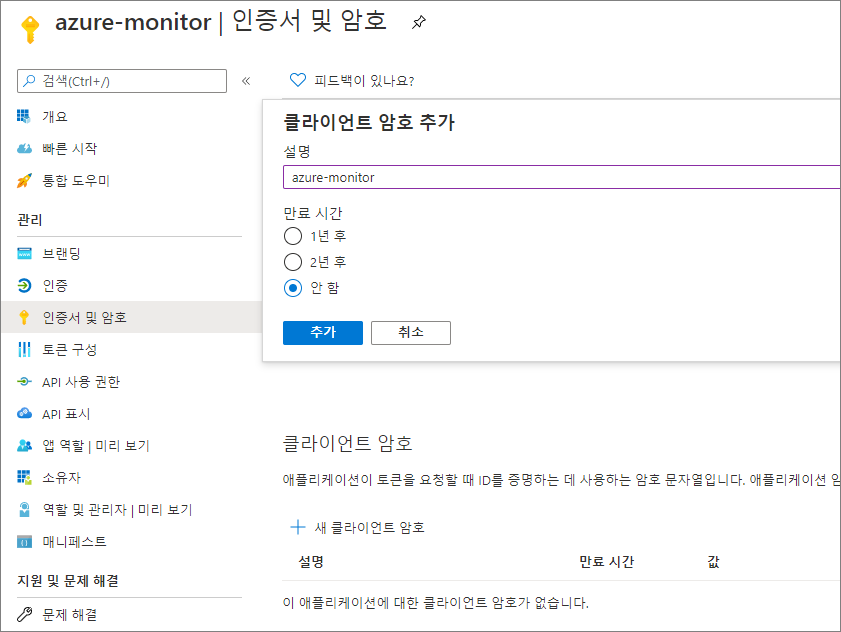 azure-monitor | 인증서 및 암호
검색(Ctrl+/)
«
개요
빠른 시작
통합 도우미
관리
브랜딩
인증
인증서 및 암호
토큰 구성
API 사용 권한
API 표시
앱 역할 | 미리 보기
소유자
역할 및 관리자 | 미리 보기
매니페스트
지원 및 문제 해결
문제 해결
피드백이 있나요?
클라이언트 암호 추가
설명
azure-monitor
만료 시간
1년 후
2년 후
안 함
추가 취소
클라이언트 암호
애플리케이션이 토큰을 요청할 때 ID를 증명하는 데 사용하는 암호 문자열입니다. 애플리케이션
새 클라이언트 암호
설명 만료 시간 값
이 애플리케이션에 대한 클라이언트 암호가 없습니다.